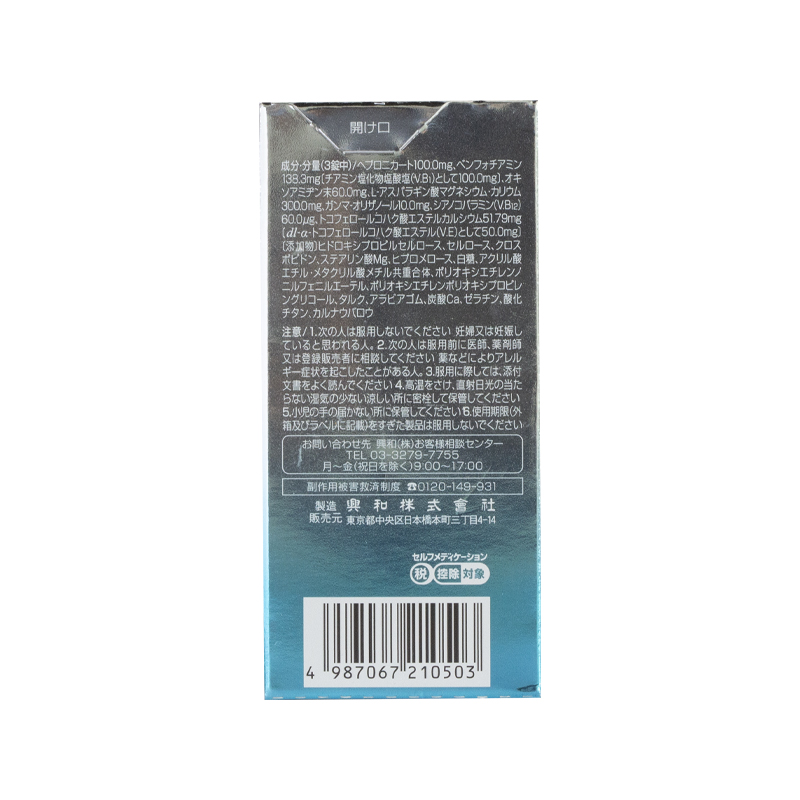 開け口
成分・分量(3錠中)/ヘプロニカート100.0mg、ベンフォチアミン
138.3mg〔チアミン塩化物塩酸塩(V.B₁)として100.0mg〕、オキ
ソアミヂン末60.0mg、L-アスパラギン酸マグネシウム・カリウム
300.0mg、ガンマ-オリザノール10.0mg、シアノコバラミン(V.B₁₂)
60.0μg、トコフェロールコハク酸エステルカルシウム51.79mg
〔dl-α-トコフェロールコハク酸エステル(V.E)として50.0mg〕
〔添加物〕ヒドロキシプロピルセルロース、セルロース、クロス
ポビドン、ステアリン酸Mg、ヒプロメロース、白糖、アクリル酸
エチル・メタクリル酸メチル共重合体、ポリオキシエチレンノ
ニルフェニルエーテル、ポリオキシエチレンポリオキシプロピレ
ングリコール、タルク、アラビアゴム、炭酸Ca、ゼラチン、酸化
チタン、カルナウバロウ
注意/1.次の人は服用しないでください 妊婦又は妊娠し
ていると思われる人。2.次の人は服用前に医師、薬剤師
又は登録販売者に相談してください 薬などによりアレル
ギー症状を起こしたことがある人。3.服用に際しては、添付
文書をよく読んでください 4.高温をさけ、直射日光の当た
らない湿気の少ない涼しい所に密栓して保管してください
5.小児の手の届かない所に保管してください 6.使用期限(外
箱及びラベルに記載)をすぎた製品は服用しないでください
お問い合わせ先 興和(株)お客様相談センター
TEL 03-3279-7755
月〜金(祝日を除く)9:00〜17:00
副作用被害救済制度 ☎0120-149-931
製造販売元 興和株式會社
東京都中央区日本橋本町三丁目4-14
セルフメディケーション
税 控除 対象
4 987067 210503